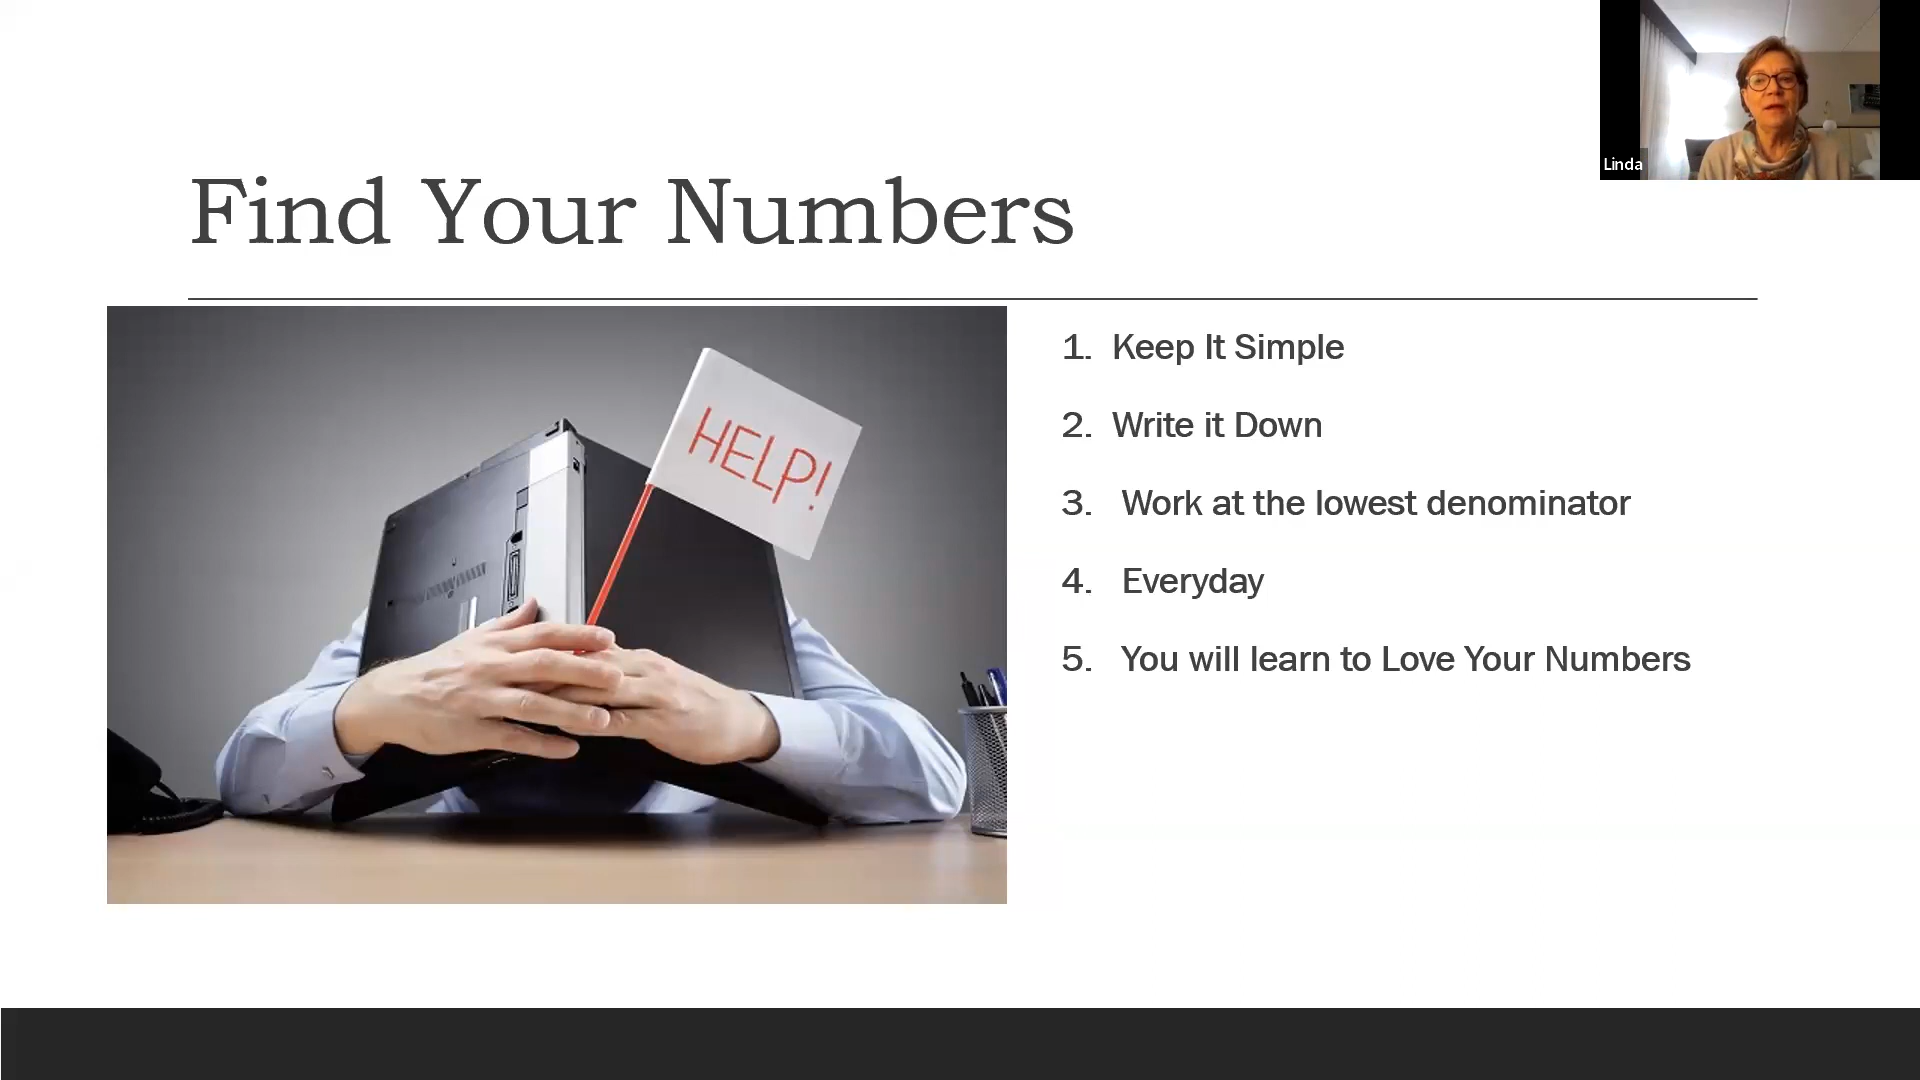 Linda
Find Your Numbers
HELP!
1. Keep It Simple
2. Write it Down
3. Work at the lowest denominator
4. Everyday
5. You will learn to Love Your Numbers